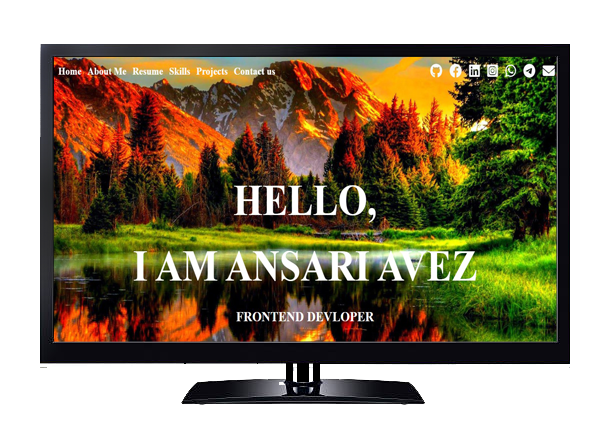 Home About Me Resume Skills Projects Contact us
HELLO,
I AM ANSARI AVEZ
FRONTEND DEVLOPER